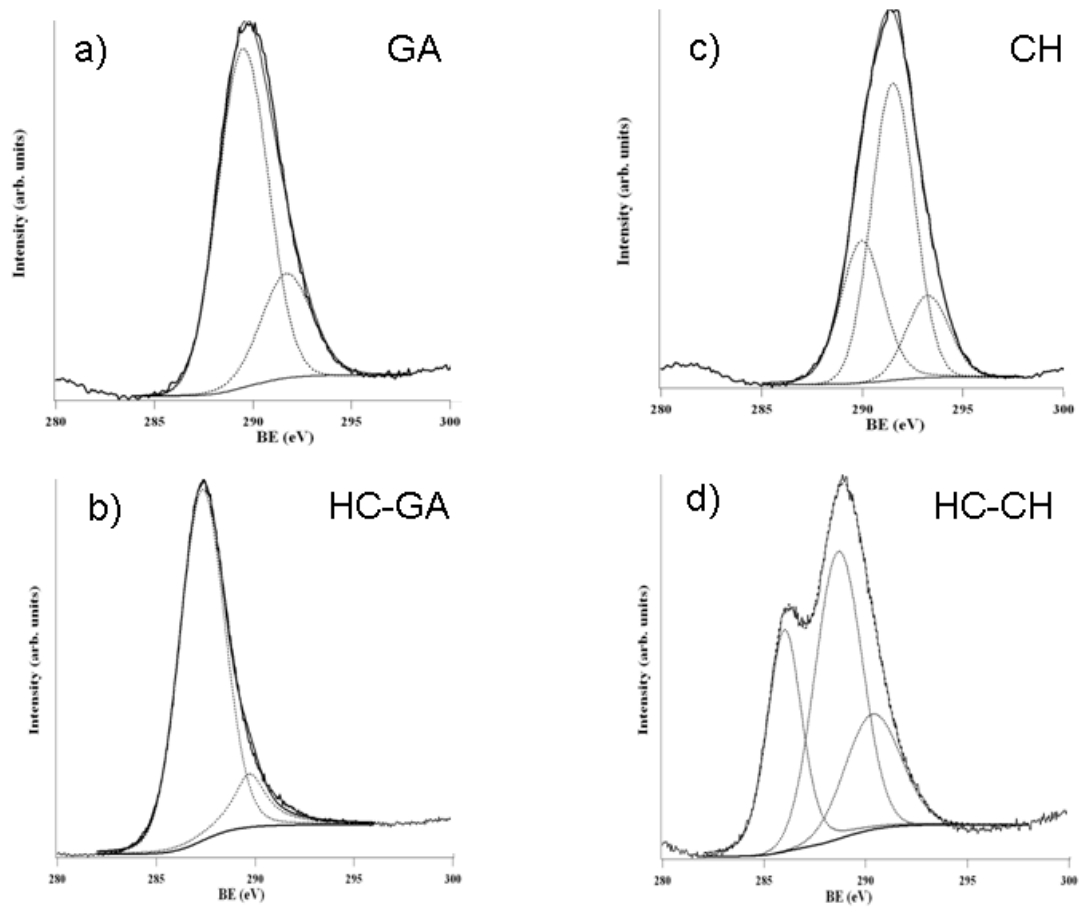 a) GA
Intensity (arb. units)
280 285 290 295 300
BE (eV)
c) CH
Intensity (arb. units)
280 285 290 295 300
BE (eV)
b) HC-GA
Intensity (arb. units)
280 285 290 295 300
BE (eV)
d) HC-CH
Intensity (arb. units)
280 285 290 295 300
BE (eV)